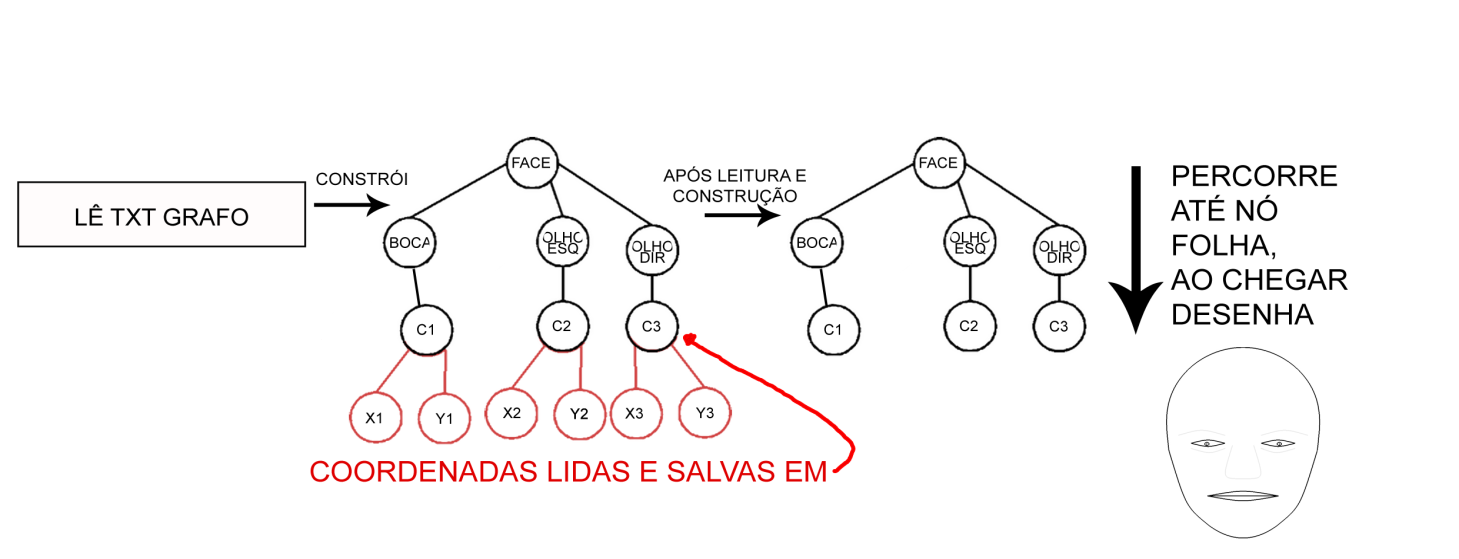 LÊ TXT GRAFO
CONSTRÓI
FACE
BOCA
OLHO
ESQ
OLHO
DIR
C1
C2
C3
X1
Y1
X2
Y2
X3
Y3
COORDENADAS LIDAS E SALVAS EM
APÓS LEITURA E
CONSTRUÇÃO
FACE
BOCA
OLHO
ESQ
OLHO
DIR
C1
C2
C3
PERCORRE
ATÉ NÓ
FOLHA,
AO CHEGAR
DESENHA